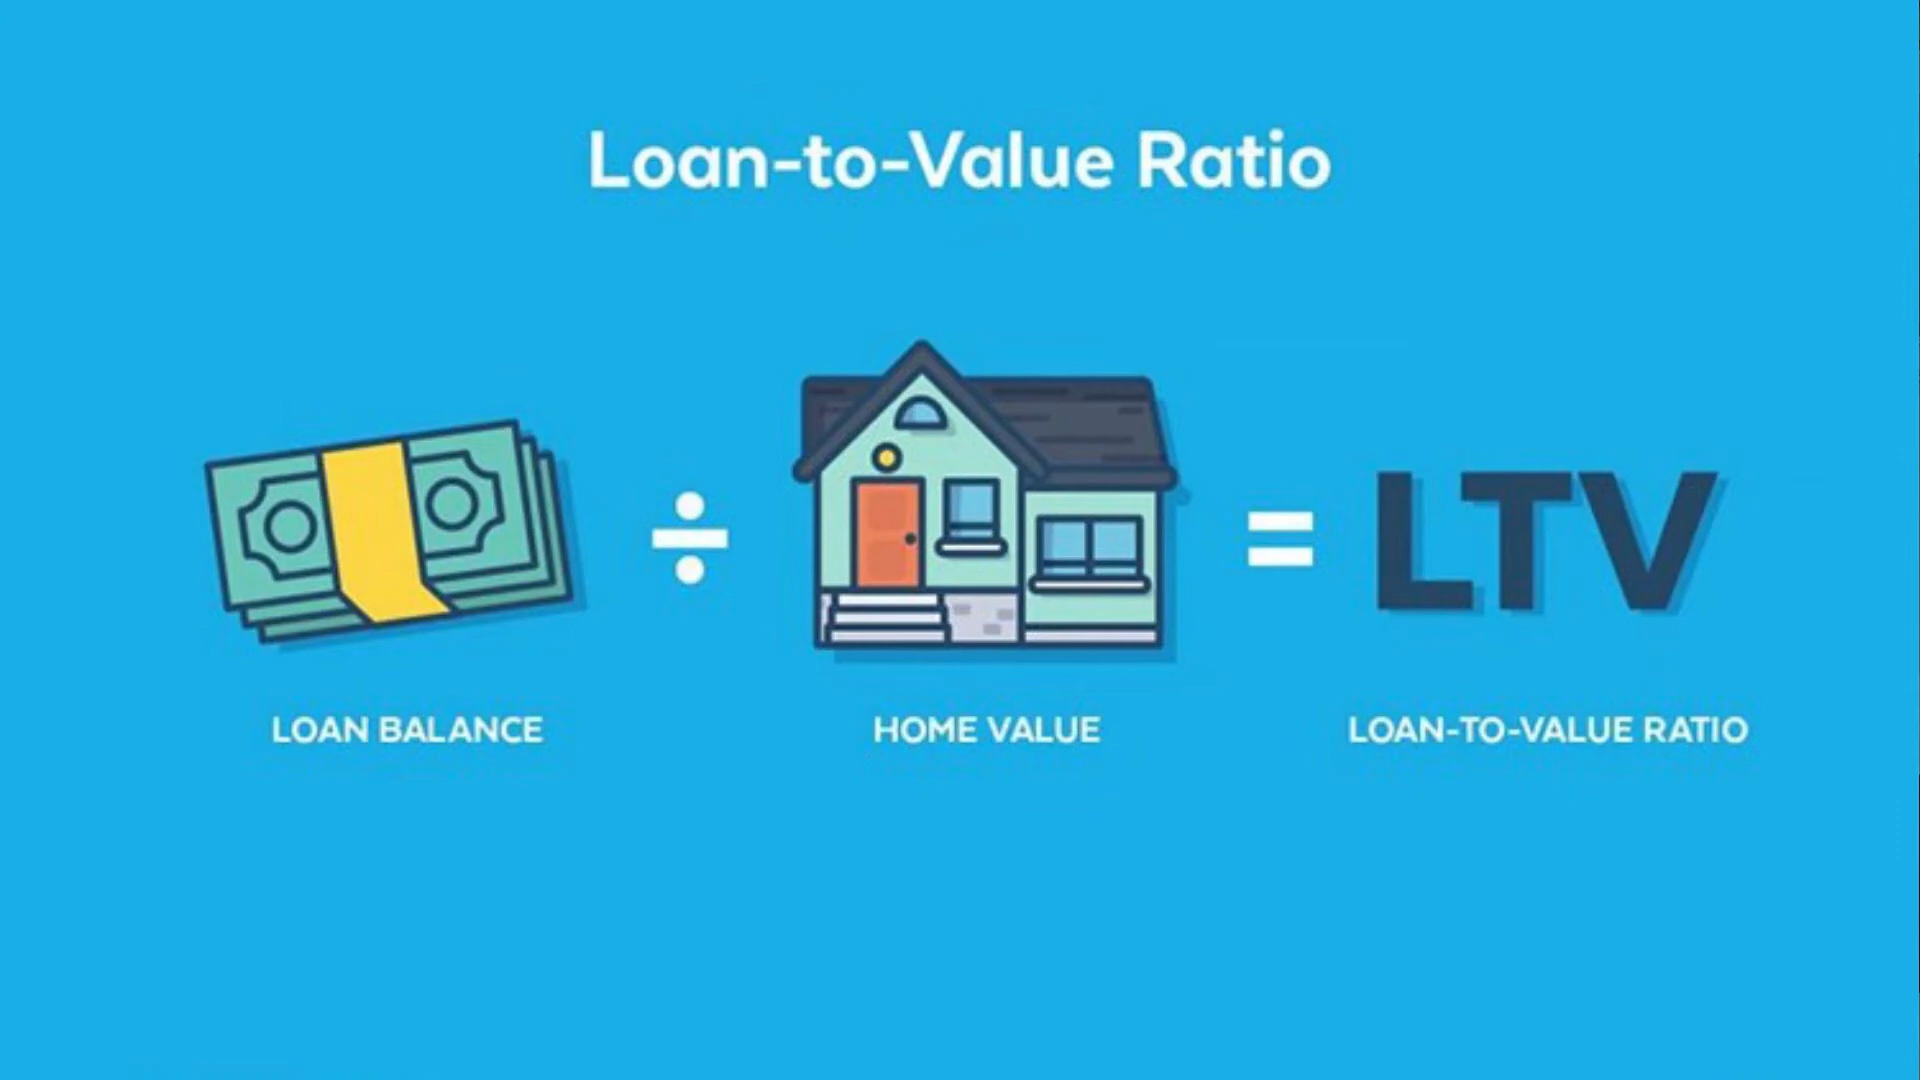 Loan-to-Value Ratio
÷
=
LTV
LOAN BALANCE
HOME VALUE
LOAN-TO-VALUE RATIO